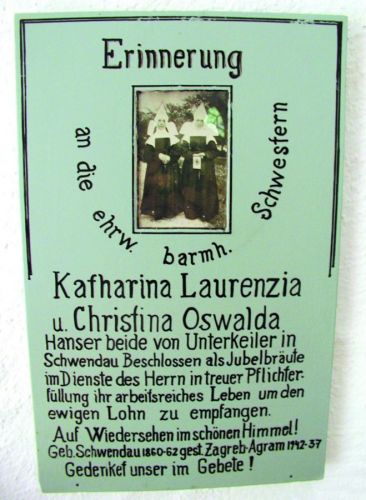 Erinnerung
an die ehrw. barmh. Schwestern
Katharina Laurenzia
u. Christina Oswalda
Hanser beide von Unterkeiler in
Schwendau Beschlossen als Jubelbräute
im Dienste des Herrn in treuer Pflichter-
füllung ihr arbeitsreiches Leben um den
ewigen Lohn zu empfangen.
Auf Wiedersehen im schönen Himmel!
Geb. Schwendau 1860-62 gest. Zagreb-Agram 1942-37
Gedenket unser im Gebete!